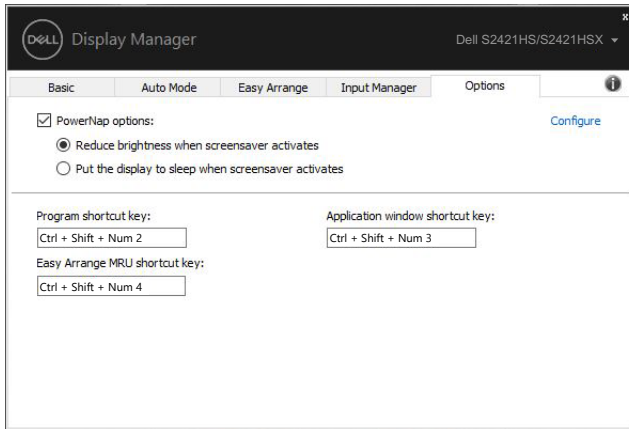 DELL Display Manager
Dell S2421HS/S2421HSX
x
Basic Auto Mode Easy Arrange Input Manager Options i
PowerNap options:
Configure
Reduce brightness when screensaver activates
Put the display to sleep when screensaver activates
Program shortcut key:
Application window shortcut key:
Ctrl + Shift + Num 2
Ctrl + Shift + Num 3
Easy Arrange MRU shortcut key:
Ctrl + Shift + Num 4